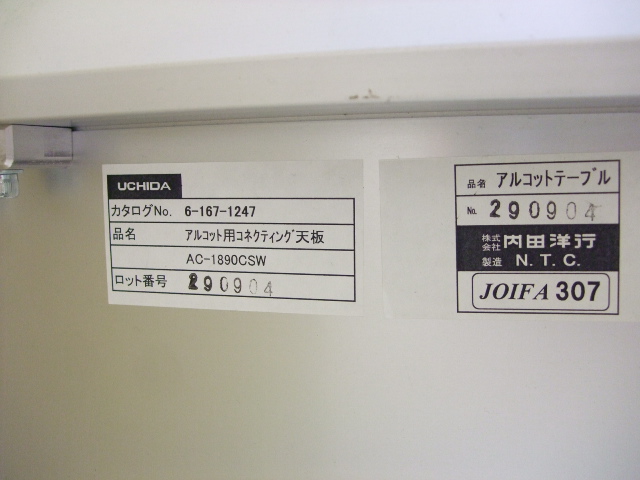 UCHIDA
カタログNo. 6-167-1247
品名 アルコット用コネクティング天板
AC-1890CSW
ロット番号 290904
品名 アルコットテーブル
No. 290904
株式会社 内田洋行
製造 N.T.C.
JOIFA 307